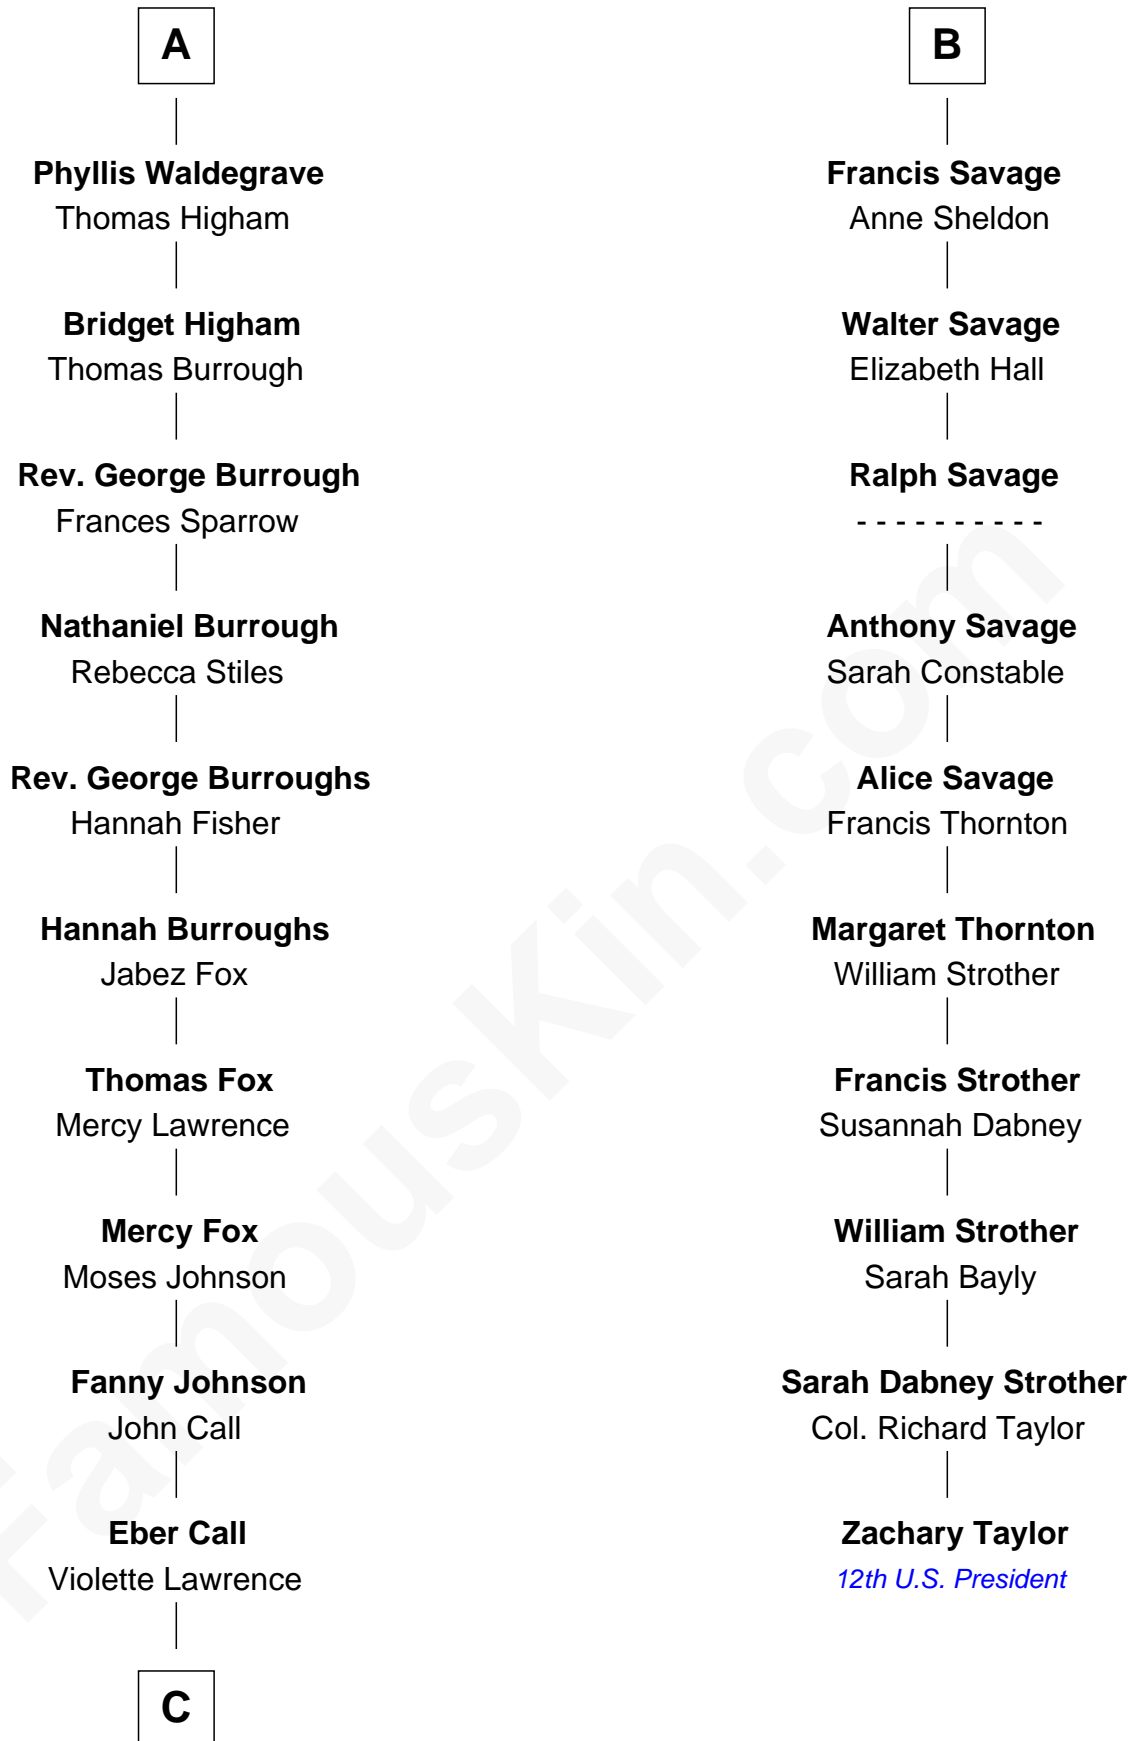 A
Phyllis Waldegrave
Thomas Higham
Bridget Higham
Thomas Burrough
Rev. George Burrough
Frances Sparrow
Nathaniel Burrough
Rebecca Stiles
Rev. George Burroughs
Hannah Fisher
Hannah Burroughs
Jabez Fox
Thomas Fox
Mercy Lawrence
Mercy Fox
Moses Johnson
Fanny Johnson
John Call
Eber Call
Violette Lawrence
C
B
Francis Savage
Anne Sheldon
Walter Savage
Elizabeth Hall
Ralph Savage
- - - - - - - - - -
Anthony Savage
Sarah Constable
Alice Savage
Francis Thornton
Margaret Thornton
William Strother
Francis Strother
Susannah Dabney
William Strother
Sarah Bayly
Sarah Dabney Strother
Col. Richard Taylor
Zachary Taylor
12th U.S. President
FamousKin.com